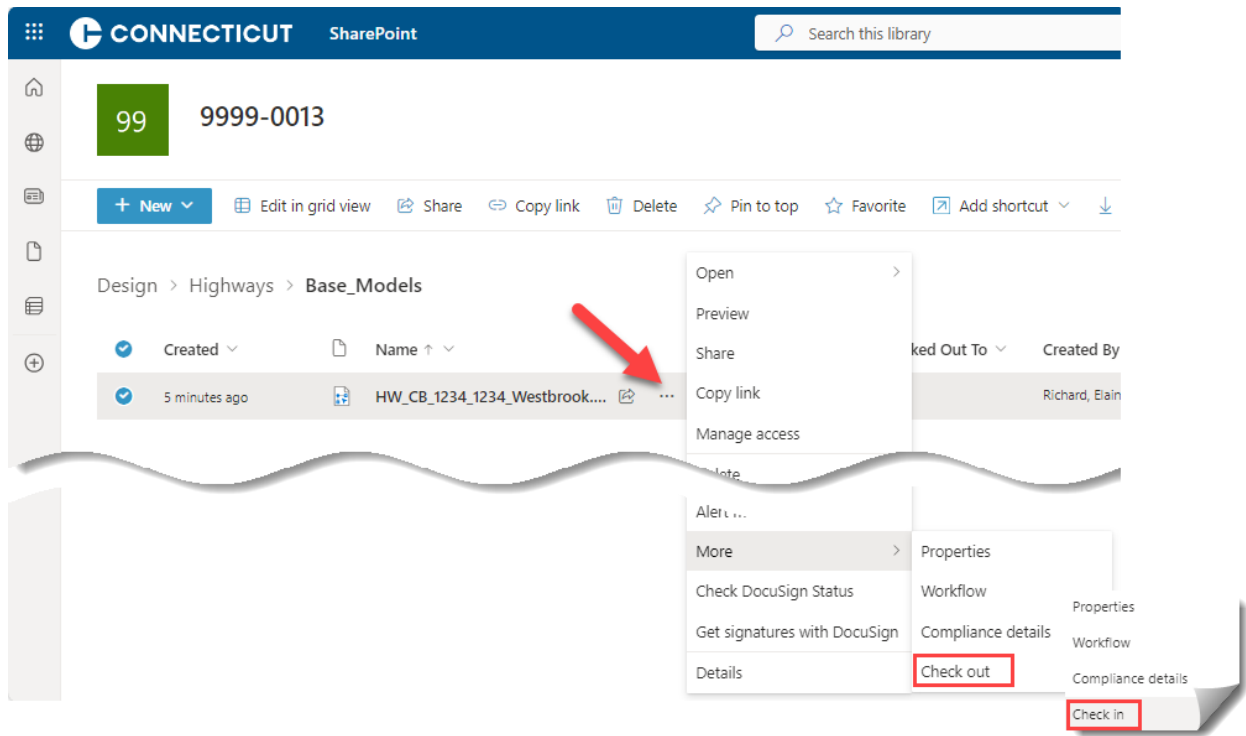 CONNECTICUT SharePoint Search this library
99 9999-0013
+ New Edit in grid view Share Copy link Delete Pin to top Favorite Add shortcut
Design > Highways > Base_Models
Created Name ↑ ked Out To Created By
5 minutes ago HW_CB_1234_1234_Westbrook.... ... Richard, Elain
Open >
Preview
Share
Copy link
Manage access
More >
Check DocuSign Status
Get signatures with DocuSign
Details
Properties
Workflow
Compliance details
Check out
Properties
Workflow
Compliance details
Check in